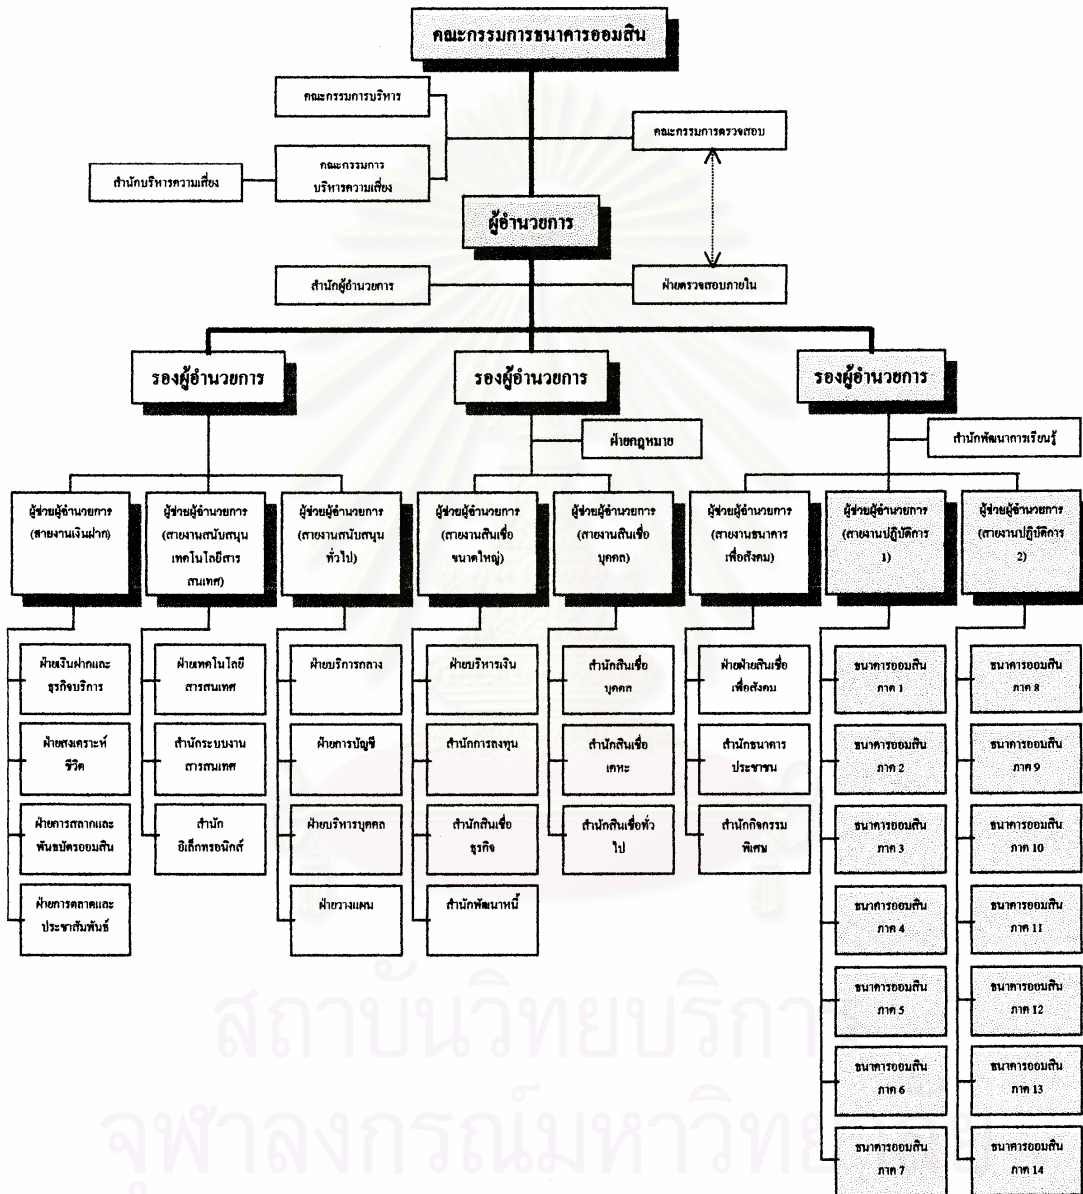 คณะกรรมการธนาคารออมสิน
คณะกรรมการบริหาร
คณะกรรมการตรวจสอบ
คณะกรรมการ
บริหารความเสี่ยง
สำนักบริหารความเสี่ยง
ผู้อำนวยการ
สำนักผู้อำนวยการ
ฝ่ายตรวจสอบภายใน
รองผู้อำนวยการ
รองผู้อำนวยการ
รองผู้อำนวยการ
ฝ่ายกฎหมาย
สำนักพัฒนาการเรียนรู้
ผู้ช่วยผู้อำนวยการ
(สายงานเงินฝาก)
ผู้ช่วยผู้อำนวยการ
(สายงานสนับสนุน
เทคโนโลยีสาร
สนเทศ)
ผู้ช่วยผู้อำนวยการ
(สายงานสนับสนุน
ทั่วไป)
ผู้ช่วยผู้อำนวยการ
(สายงานสินเชื่อ
ขนาดใหญ่)
ผู้ช่วยผู้อำนวยการ
(สายงานสินเชื่อ
บุคคล)
ผู้ช่วยผู้อำนวยการ
(สายงานธนาคาร
เพื่อสังคม)
ผู้ช่วยผู้อำนวยการ
(สายงานปฏิบัติการ
1)
ผู้ช่วยผู้อำนวยการ
(สายงานปฏิบัติการ
2)
ฝ่ายเงินฝากและ
ธุรกิจบริการ
ฝ่ายสงเคราะห์
ชีวิต
ฝ่ายการสลากและ
พันธบัตรออมสิน
ฝ่ายการตลาดและ
ประชาสัมพันธ์
ฝ่ายเทคโนโลยี
สารสนเทศ
สำนักระบบงาน
สารสนเทศ
สำนัก
อิเล็กทรอนิกส์
ฝ่ายบริการกลาง
ฝ่ายการบัญชี
ฝ่ายบริหารบุคคล
ฝ่ายวางแผน
ฝ่ายบริหารเงิน
สำนักการลงทุน
สำนักสินเชื่อ
ธุรกิจ
สำนักพัฒนาหนี้
สำนักสินเชื่อ
บุคคล
สำนักสินเชื่อ
เคหะ
สำนักสินเชื่อทั่ว
ไป
ฝ่ายฝ่ายสินเชื่อ
เพื่อสังคม
สำนักธนาคาร
ประชาชน
สำนักกิจกรรม
พิเศษ
ธนาคารออมสิน
ภาค 1
ธนาคารออมสิน
ภาค 2
ธนาคารออมสิน
ภาค 3
ธนาคารออมสิน
ภาค 4
ธนาคารออมสิน
ภาค 5
ธนาคารออมสิน
ภาค 6
ธนาคารออมสิน
ภาค 7
ธนาคารออมสิน
ภาค 8
ธนาคารออมสิน
ภาค 9
ธนาคารออมสิน
ภาค 10
ธนาคารออมสิน
ภาค 11
ธนาคารออมสิน
ภาค 12
ธนาคารออมสิน
ภาค 13
ธนาคารออมสิน
ภาค 14
สถาบันวิทยบริการ